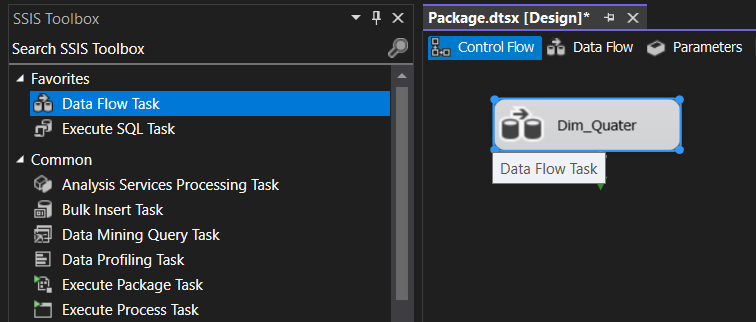 SSIS Toolbox
Search SSIS Toolbox
Favorites
Data Flow Task
Execute SQL Task
Common
Analysis Services Processing Task
Bulk Insert Task
Data Mining Query Task
Data Profiling Task
Execute Package Task
Execute Process Task
Package.dtsx [Design]*
Control Flow Data Flow Parameters
Dim_Quater
Data Flow Task